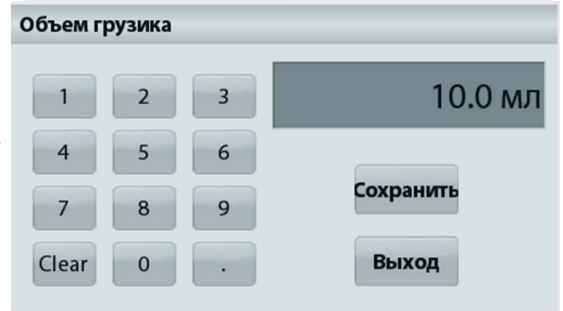 Объем грузика
10.0 мл
1 2 3
4 5 6
7 8 9
Clear 0 .
Сохранить
Выход